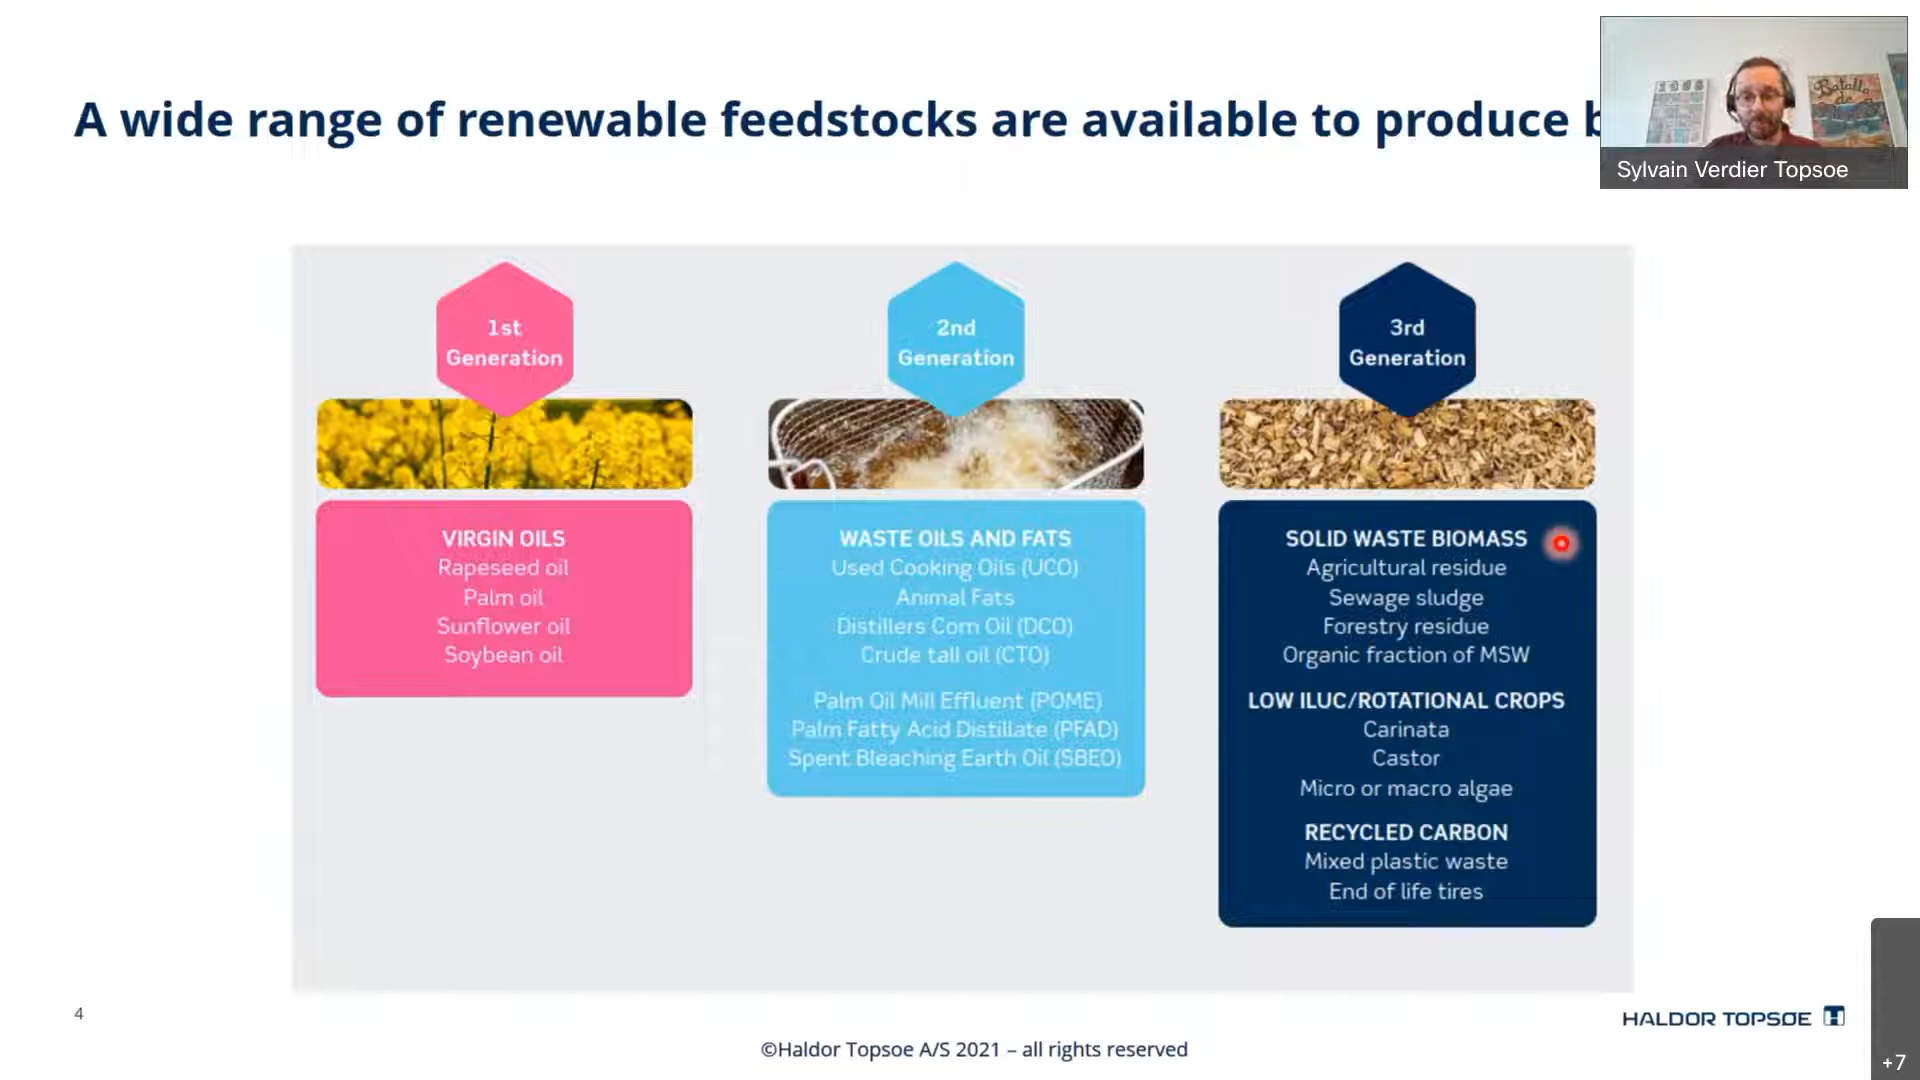 A wide range of renewable feedstocks are available to produce b
Batalla
de
Sylvain Verdier Topsoe
1st
Generation
2nd
Generation
3rd
Generation
VIRGIN OILS
Rapeseed oil
Palm oil
Sunflower oil
Soybean oil
WASTE OILS AND FATS
Used Cooking Oils (UCO)
Animal Fats
Distillers Corn Oil (DCO)
Crude tall oil (CTO)
Palm Oil Mill Effluent (POME)
Palm Fatty Acid Distillate (PFAD)
Spent Bleaching Earth Oil (SBEO)
SOLID WASTE BIOMASS
Agricultural residue
Sewage sludge
Forestry residue
Organic fraction of MSW
LOW ILUC/ROTATIONAL CROPS
Carinata
Castor
Micro or macro algae
RECYCLED CARBON
Mixed plastic waste
End of life tires
4
HALDOR TOPSØE
©Haldor Topsoe A/S 2021 – all rights reserved
+7